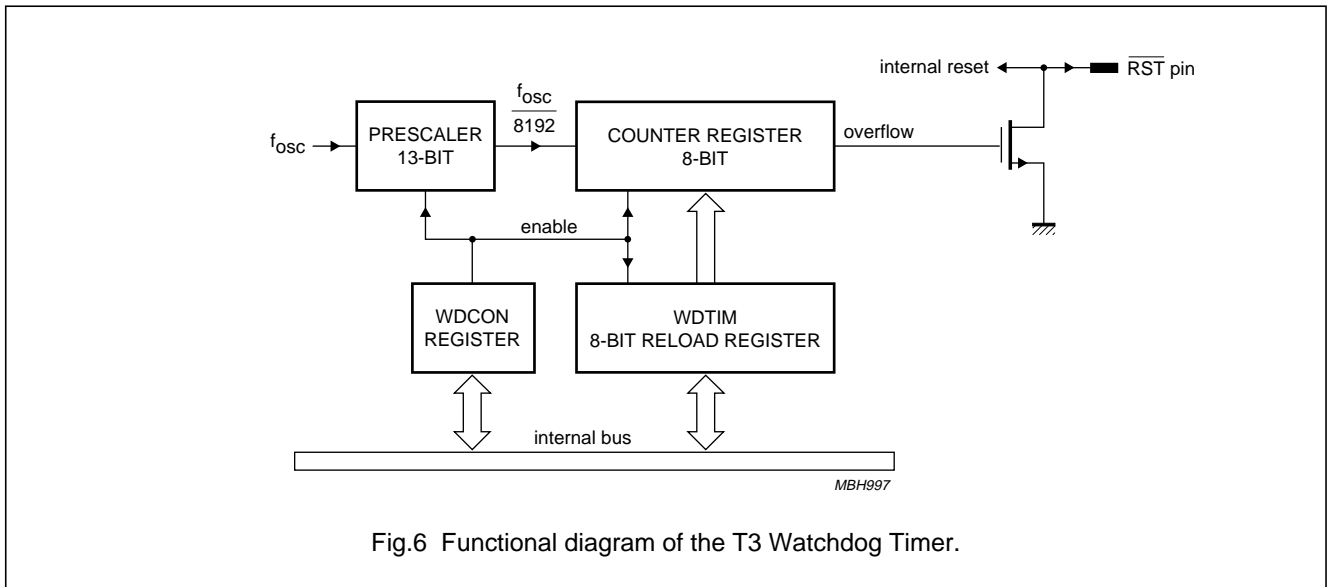 internal reset
RST pin
fosc
PRESCALER
13-BIT
fosc
8192
COUNTER REGISTER
8-BIT
overflow
enable
WDCON
REGISTER
WDTIM
8-BIT RELOAD REGISTER
internal bus
MBH997
Fig.6 Functional diagram of the T3 Watchdog Timer.